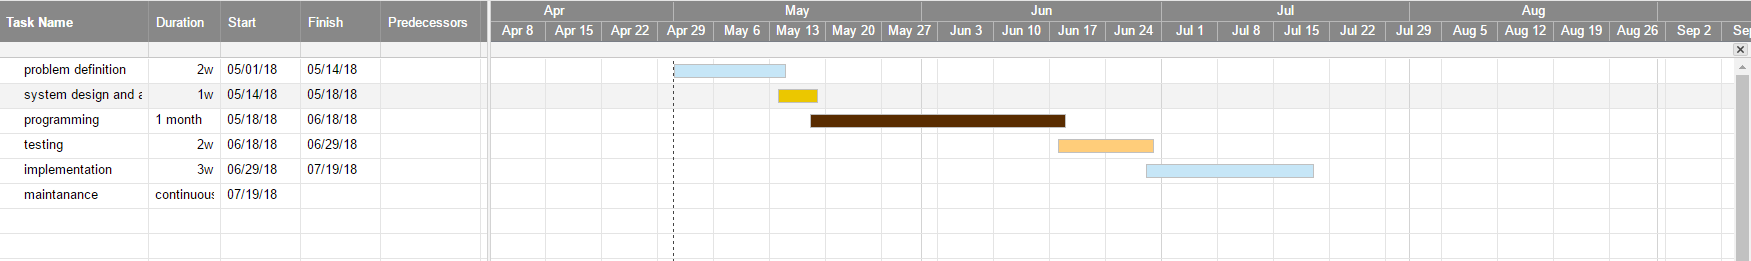 Apr May Jun Jul Aug
Task Name Duration Start Finish Predecessors
Apr 8 Apr 15 Apr 22 Apr 29 May 6 May 13 May 20 May 27 Jun 3 Jun 10 Jun 17 Jun 24 Jul 1 Jul 8 Jul 15 Jul 22 Jul 29 Aug 5 Aug 12 Aug 19 Aug 26 Sep 2
problem definition 2w 05/01/18 05/14/18
system design and 1w 05/14/18 05/18/18
programming 1 month 05/18/18 06/18/18
testing 2w 06/18/18 06/29/18
implementation 3w 06/29/18 07/19/18
maintanance continuous 07/19/18